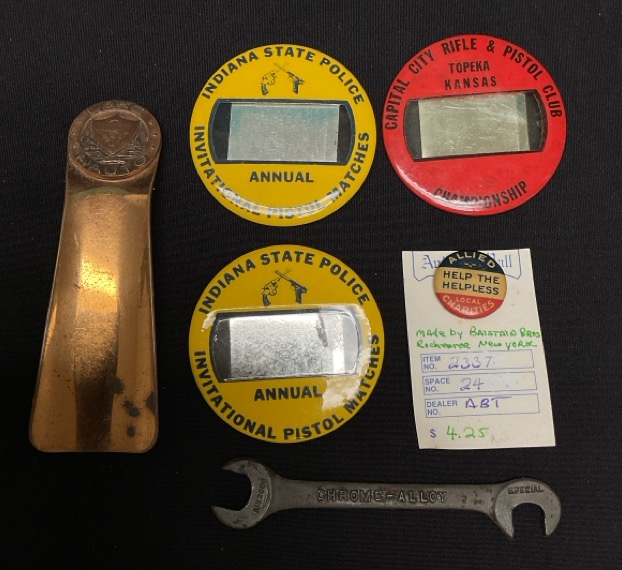 INDIANA STATE POLICE
ANNUAL
INVITATIONAL PISTOL MATCHES
CAPITAL CITY RIFLE & PISTOL CLUB
TOPEKA
KANSAS
CHAMPIONSHIP
INDIANA STATE POLICE
ANNUAL
INVITATIONAL PISTOL MATCHES
ALLIED
HELP THE
HELPLESS
LOCAL
CHARITIES
Made by Bastian Bros
Rochester New York
ITEM NO. 2337
SPACE NO. 24
DEALER NO. ABT
$ 4.25
CHROME-ALLOY
SPECIAL